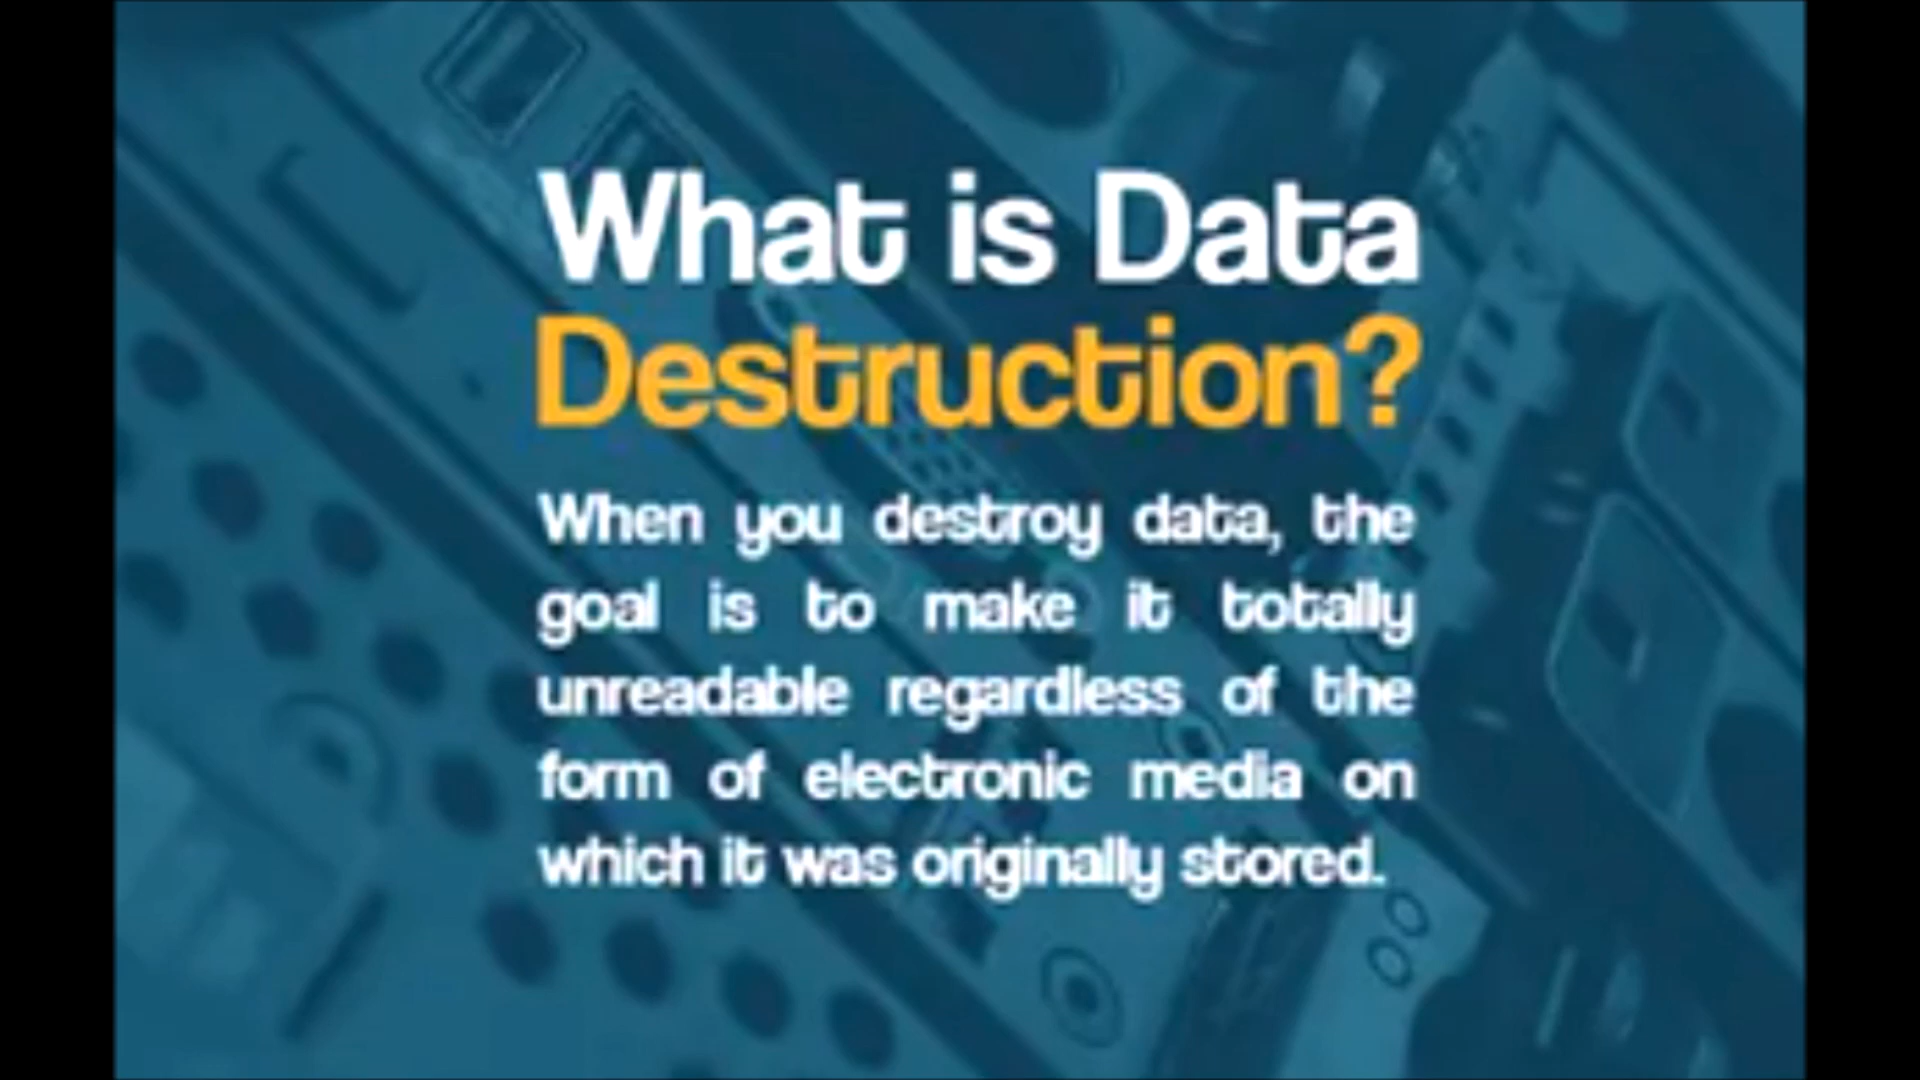 What is Data
Destruction?
When you destroy data, the
goal is to make it totally
unreadable regardless of the
form of electronic media on
which it was originally stored.